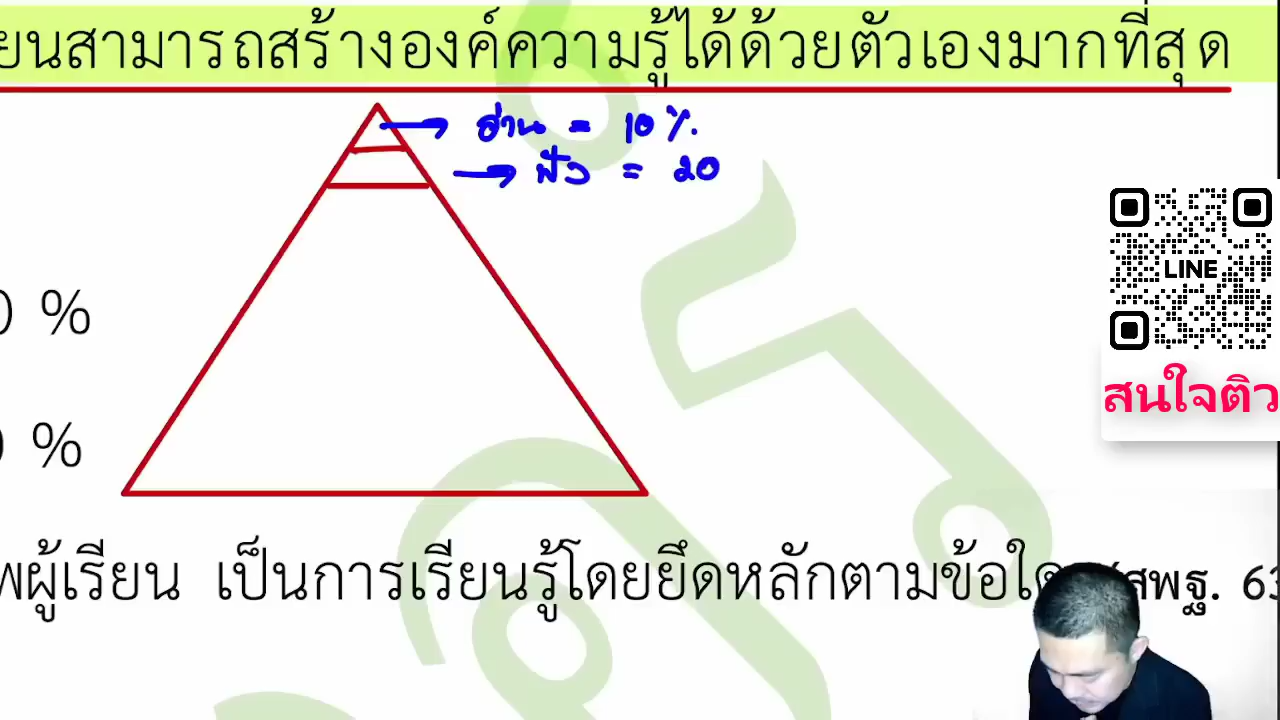 ยนสามารถสร้างองค์ความรู้ได้ด้วยตัวเองมากที่สุด
อ่าน = 10 %.
ฟัง = 20
0 %
LINE
สนใจติว
0 %
พผู้เรียน เป็นการเรียนรู้โดยยึดหลักตามข้อใด สพฐ. 63